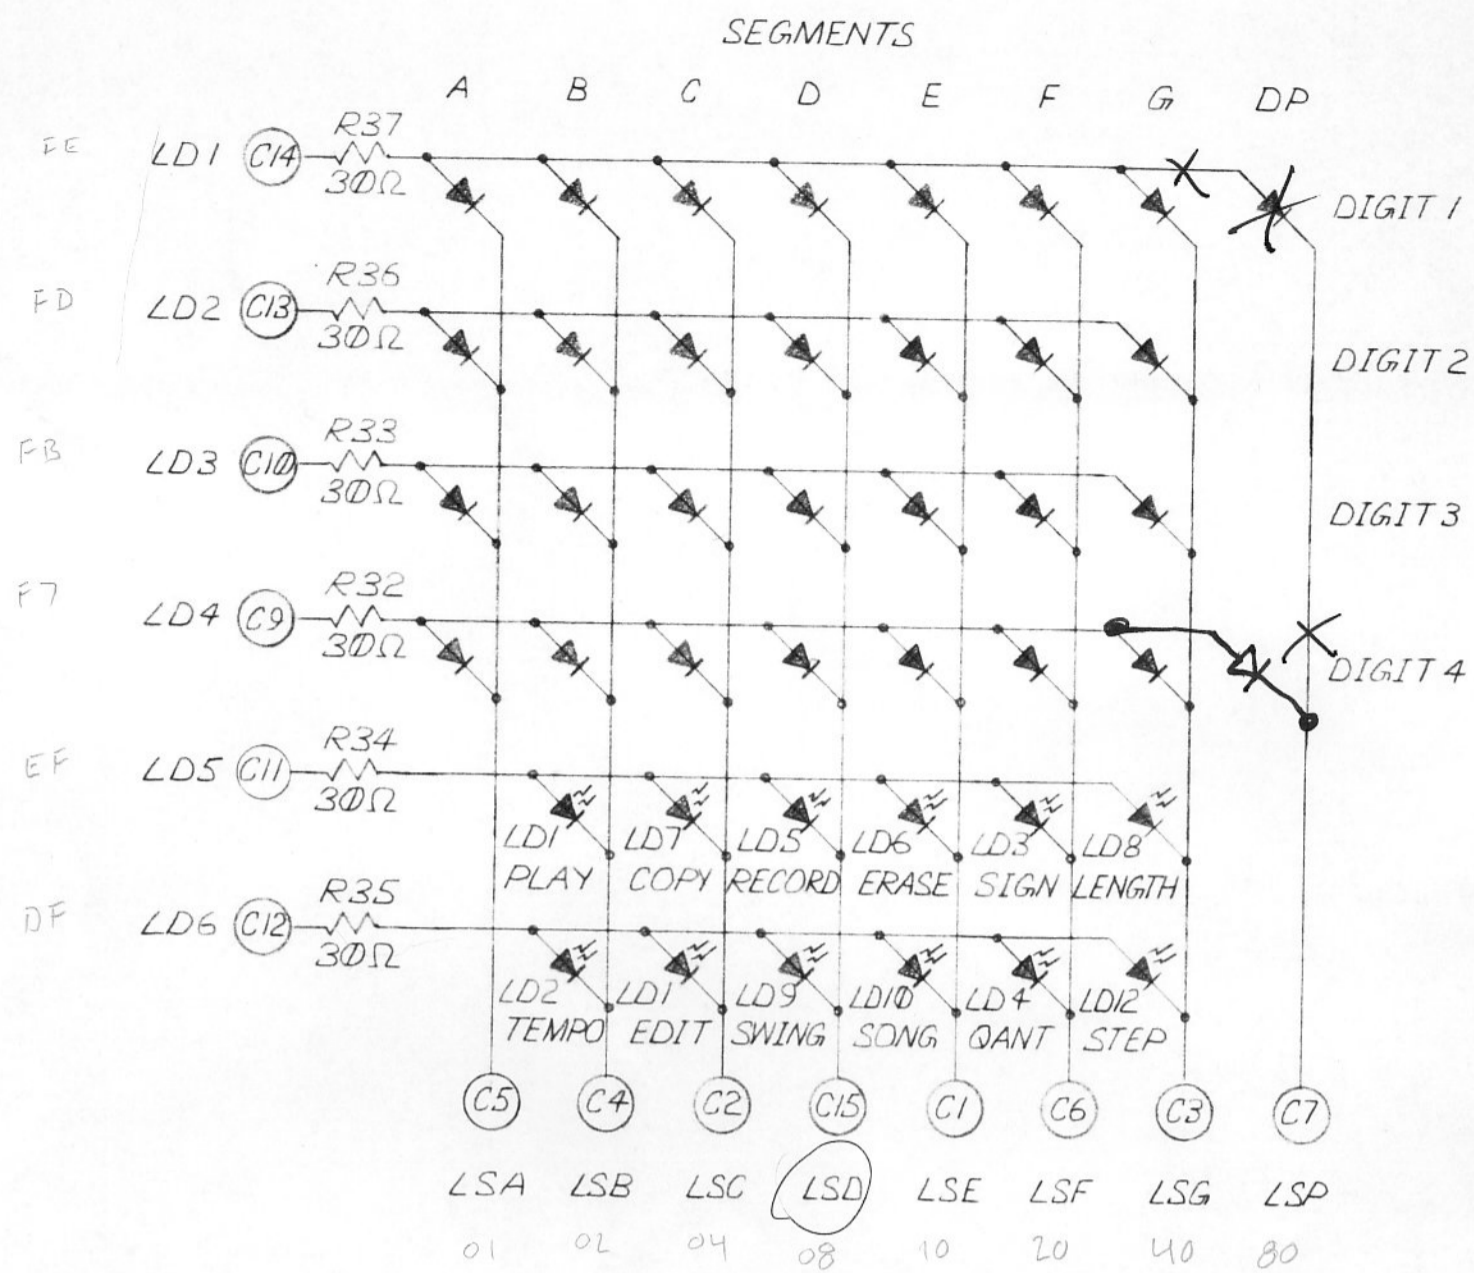 SEGMENTS
A B C D E F G DP
FE LD1 C14 R37 30Ω DIGIT 1
FD LD2 C13 R36 30Ω DIGIT 2
FB LD3 C10 R33 30Ω DIGIT 3
F7 LD4 C9 R32 30Ω DIGIT 4
EF LD5 C11 R34 30Ω
LD1 LD7 LD5 LD6 LD3 LD8
PLAY COPY RECORD ERASE SIGN LENGTH
DF LD6 C12 R35 30Ω
LD2 LD1 LD9 LD10 LD4 LD12
TEMPO EDIT SWING SONG QANT STEP
C5 C4 C2 C15 C1 C6 C3 C7
LSA LSB LSC LSD LSE LSF LSG LSP
01 02 04 08 10 20 40 80